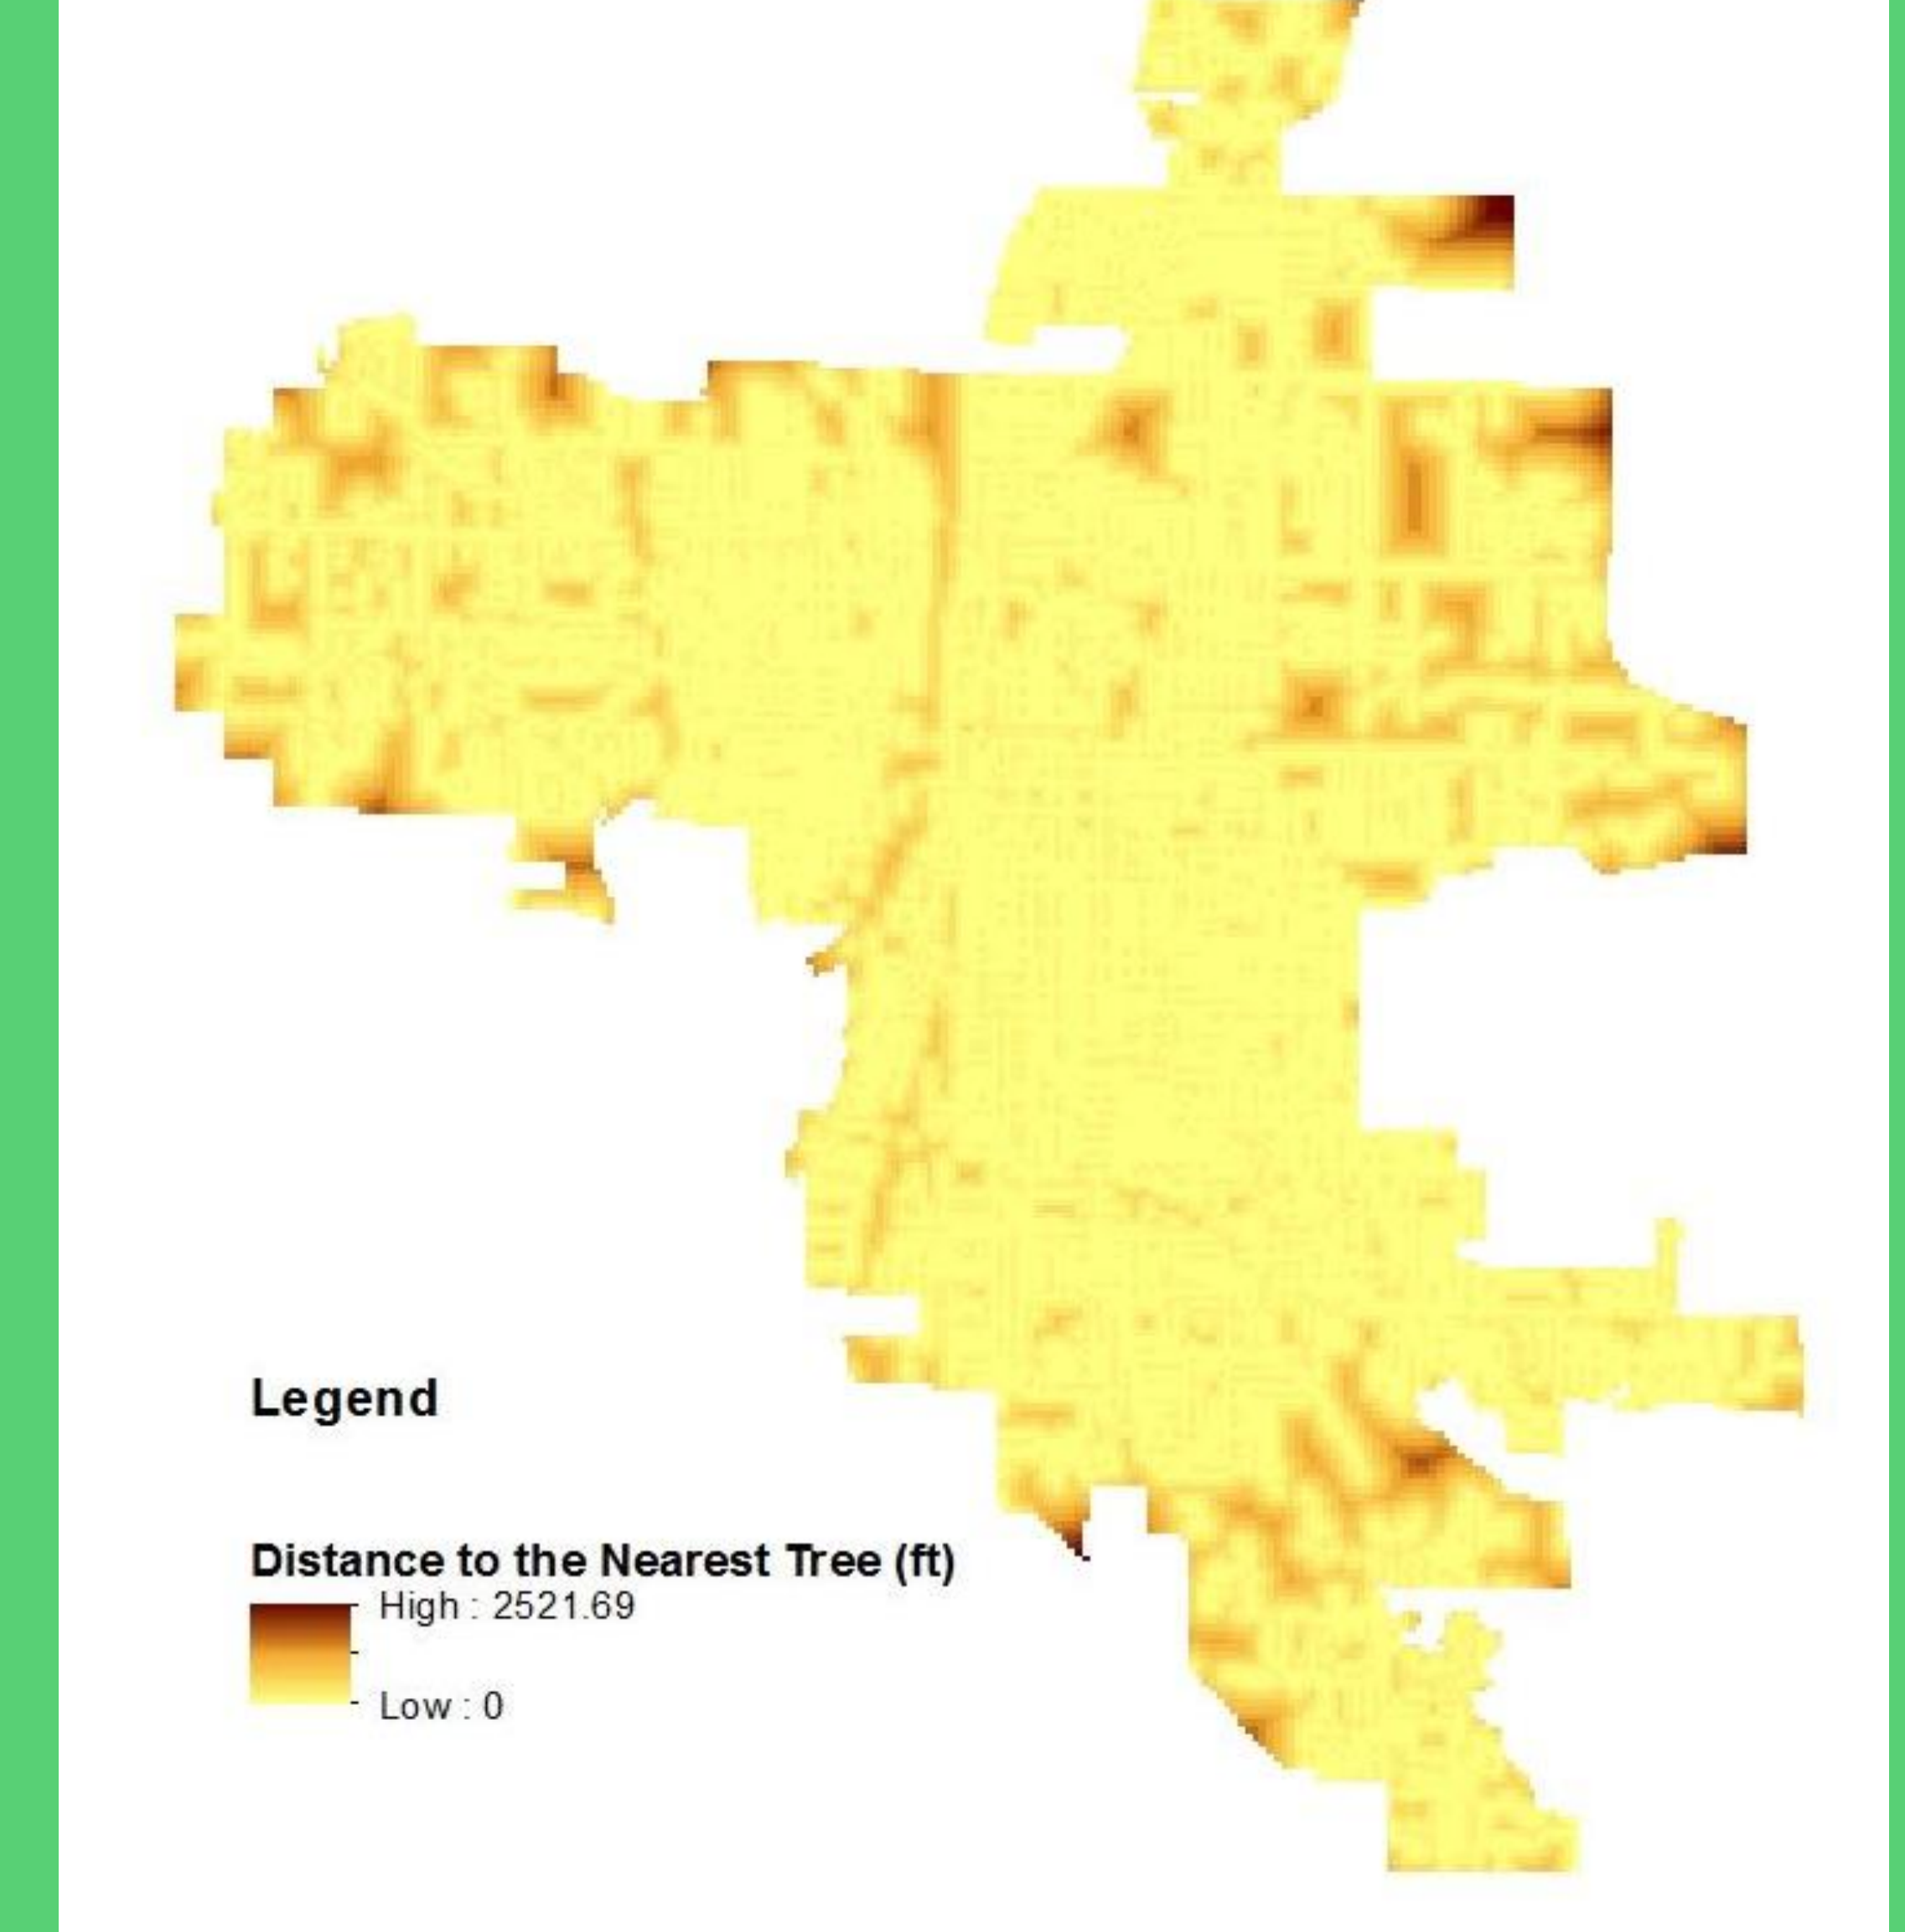 Legend
Distance to the Nearest Tree (ft)
High : 2521.69
Low : 0